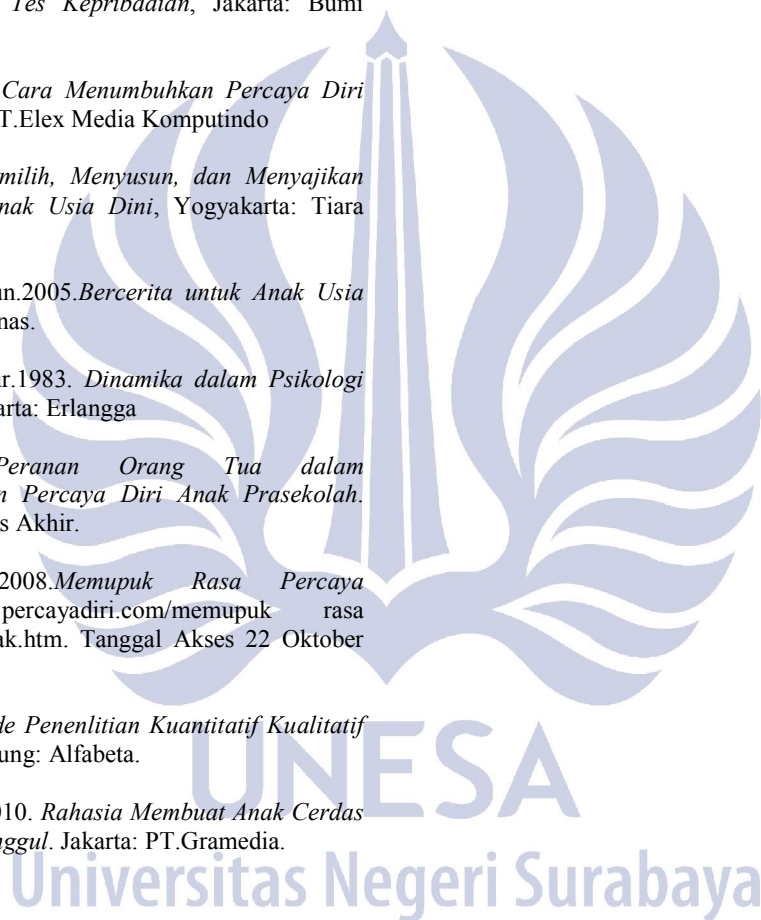 Tes Kepribadian, Jakarta: Bumi
Cara Menumbuhkan Percaya Diri
T.Elex Media Komputindo
milih, Menyusun, dan Menyajikan
nak Usia Dini, Yogyakarta: Tiara
un.2005.Bercerita untuk Anak Usia
nas.
ur.1983. Dinamika dalam Psikologi
arta: Erlangga
Peranan Orang Tua dalam
n Percaya Diri Anak Prasekolah.
s Akhir.
2008.Memupuk Rasa Percaya
percayadiri.com/memupuk rasa
ak.htm. Tanggal Akses 22 Oktober
de Penenlitian Kuantitatif Kualitatif
ung: Alfabeta.
010. Rahasia Membuat Anak Cerdas
nggul. Jakarta: PT.Gramedia.
UNESA
Universitas Negeri Surabaya